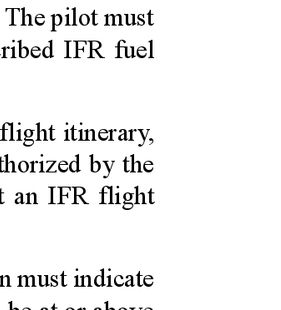 The pilot must
cribed IFR fuel
flight itinerary,
thorized by the
t an IFR flight
n must indicate
be at or above